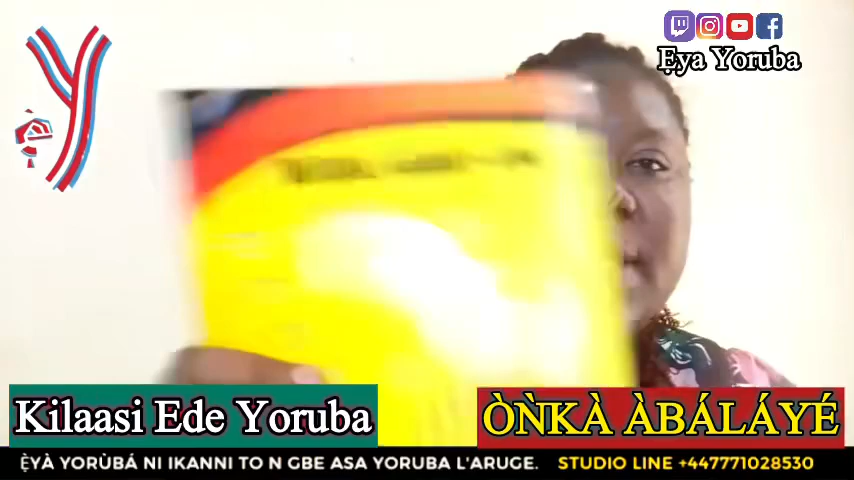 Ẹya Yoruba
Kilaasi Ede Yoruba
ÒǸKÀ ÀBÁLÁYÉ
ẸYÀ YORÙBÁ NI IKANNI TO N GBE ASA YORUBA L'ARUGE. STUDIO LINE +447771028530